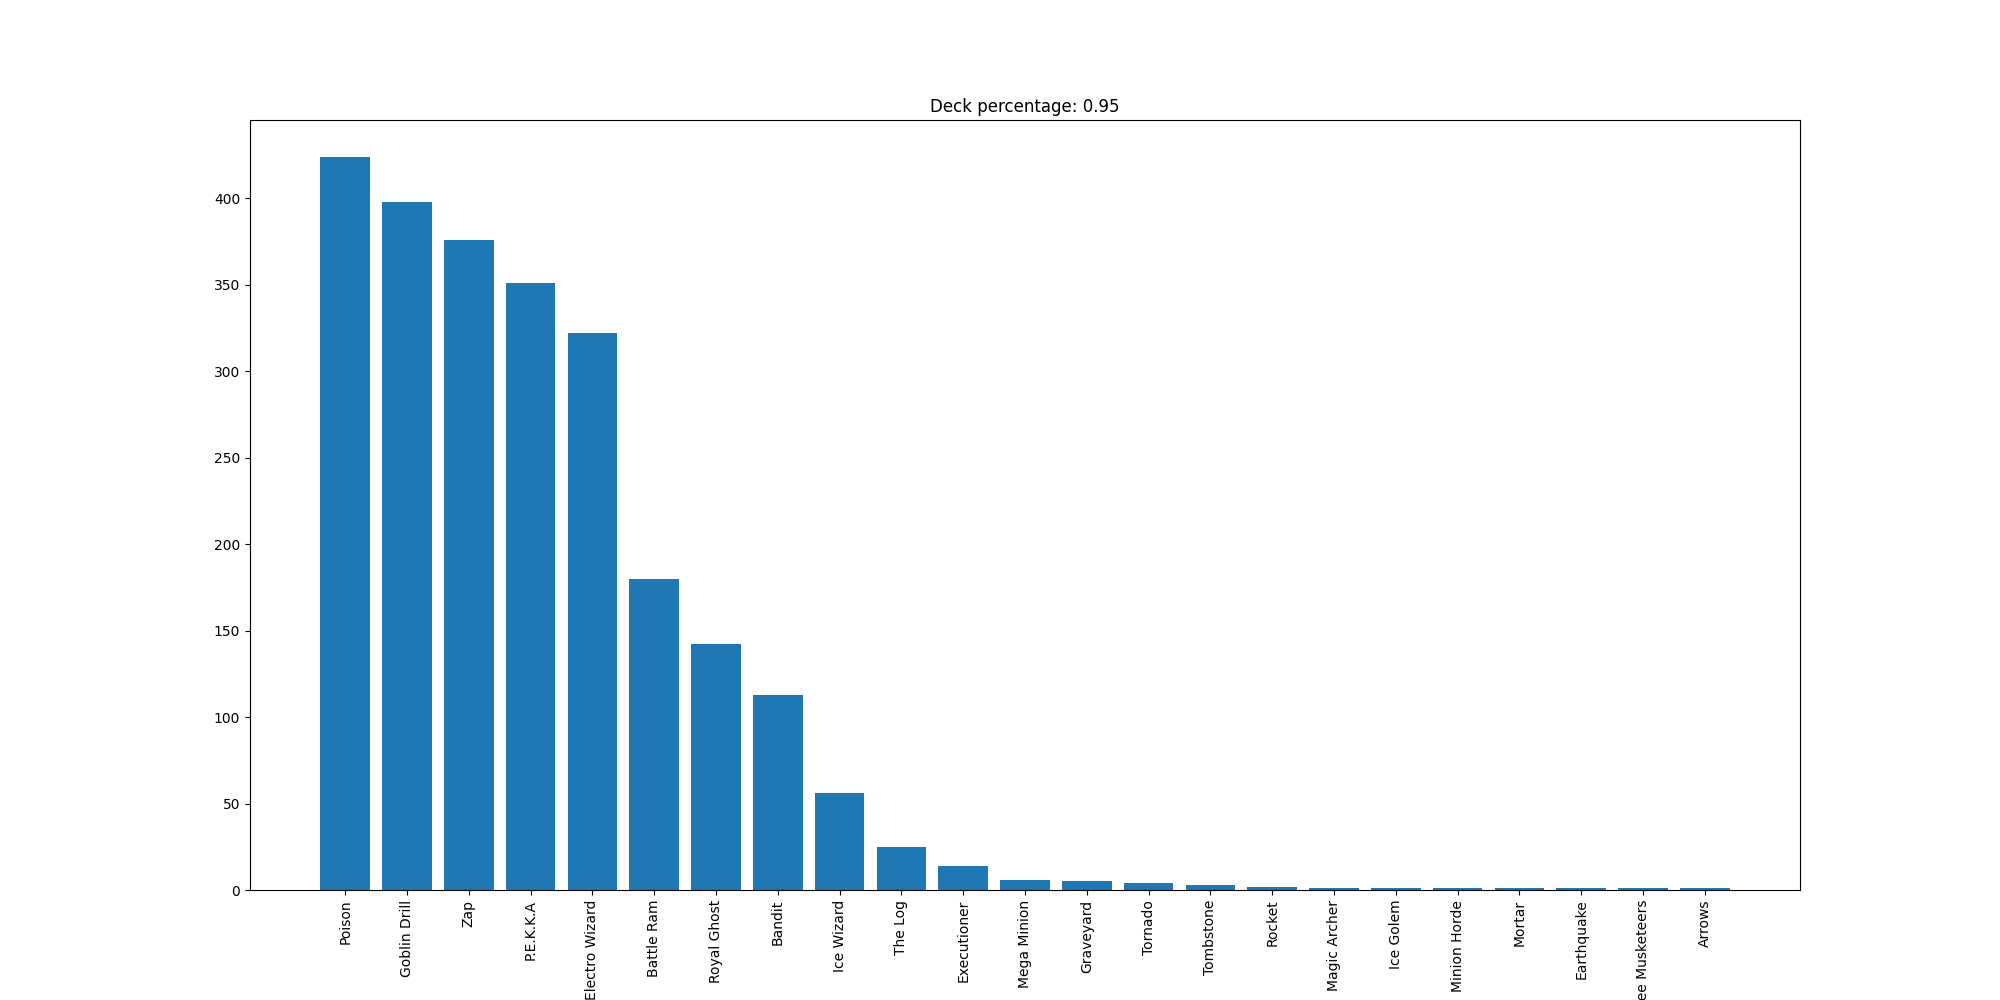 Deck percentage: 0.95
400
350
300
250
200
150
100
50
0
Poison
Goblin Drill
Zap
P.E.K.K.A
Electro Wizard
Battle Ram
Royal Ghost
Bandit
Ice Wizard
The Log
Executioner
Mega Minion
Graveyard
Tornado
Tombstone
Rocket
Magic Archer
Ice Golem
Minion Horde
Mortar
Earthquake
ee Musketeers
Arrows